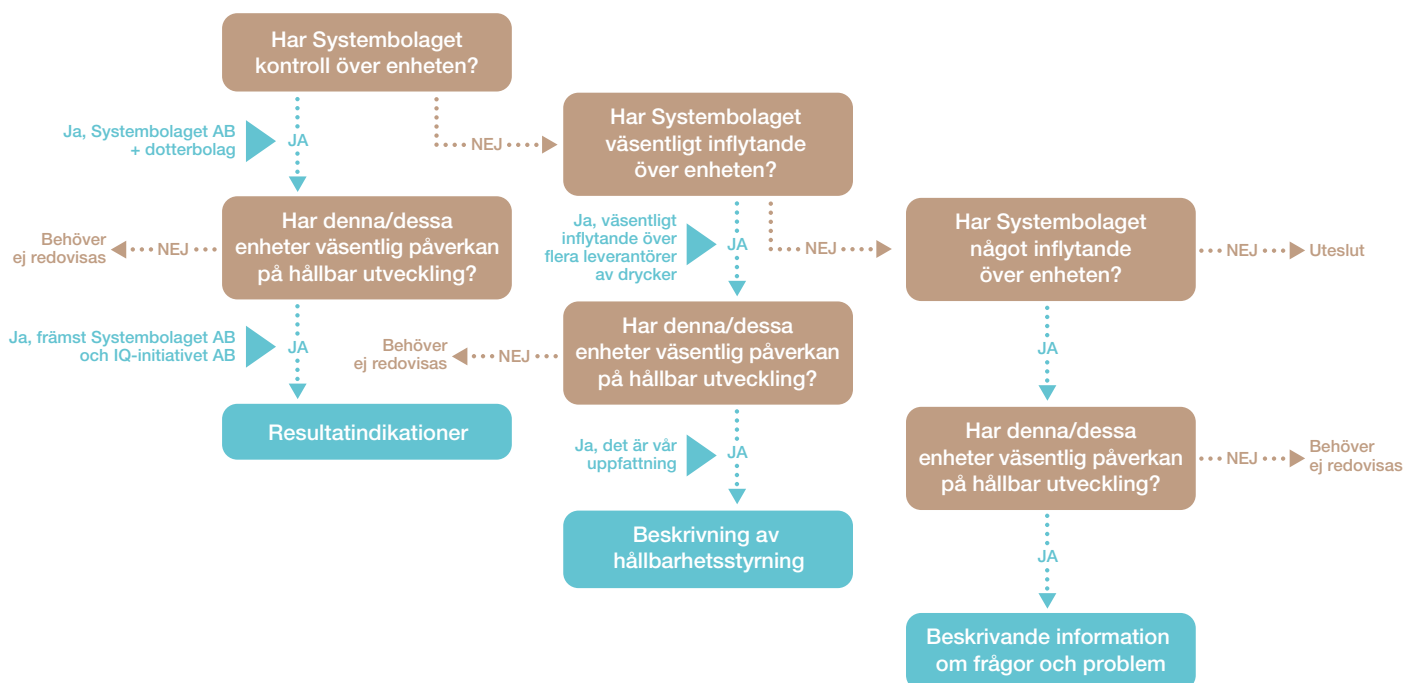 Har Systembolaget
kontroll över enheten?
Ja, Systembolaget AB
+ dotterbolag
JA
NEJ
Har Systembolaget
väsentligt inflytande
över enheten?
Har denna/dessa
enheter väsentlig påverkan
på hållbar utveckling?
NEJ
Behöver
ej redovisas
Ja, väsentligt
inflytande över
flera leverantörer
av drycker
JA
NEJ
Har Systembolaget
något inflytande
över enheten?
NEJ
Uteslut
Ja, främst Systembolaget AB
och IQ-initiativet AB
JA
Resultatindikationer
Har denna/dessa
enheter väsentlig påverkan
på hållbar utveckling?
NEJ
Behöver
ej redovisas
JA
Ja, det är vår
uppfattning
JA
Beskrivning av
hållbarhetsstyrning
Har denna/dessa
enheter väsentlig påverkan
på hållbar utveckling?
NEJ
Behöver
ej redovisas
JA
Beskrivande information
om frågor och problem